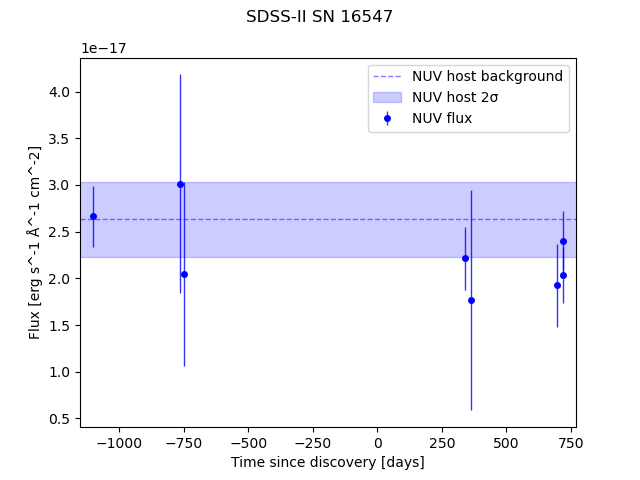 SDSS-II SN 16547
1e−17
NUV host background
NUV host 2σ
NUV flux
4.0
3.5
3.0
2.5
2.0
1.5
1.0
0.5
Flux [erg s^-1 Å^-1 cm^-2]
−1000
−750
−500
−250
0
250
500
750
Time since discovery [days]